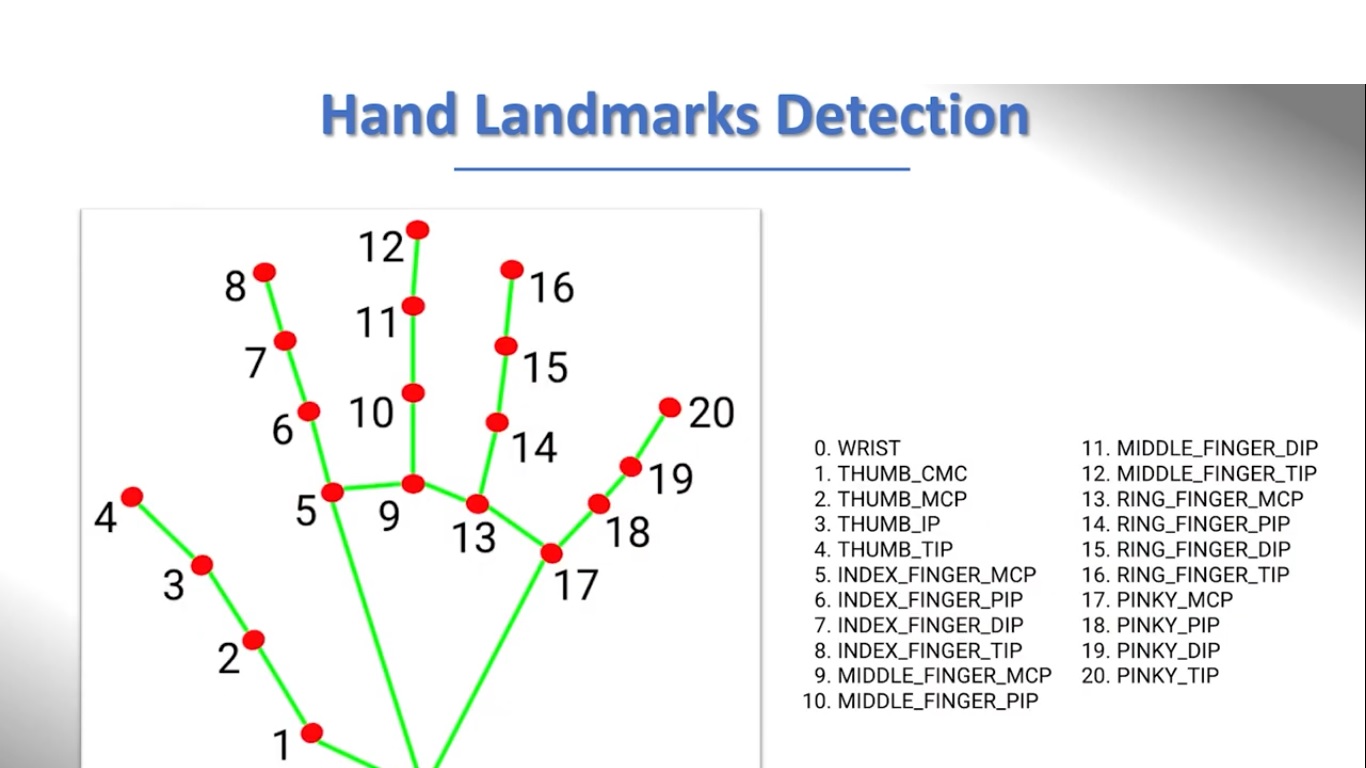 Hand Landmarks Detection
12
8
16
11
7
15
10
20
6
14
19
4
5
9
13
18
3
17
2
1
0. WRIST
1. THUMB_CMC
2. THUMB_MCP
3. THUMB_IP
4. THUMB_TIP
5. INDEX_FINGER_MCP
6. INDEX_FINGER_PIP
7. INDEX_FINGER_DIP
8. INDEX_FINGER_TIP
9. MIDDLE_FINGER_MCP
10. MIDDLE_FINGER_PIP
11. MIDDLE_FINGER_DIP
12. MIDDLE_FINGER_TIP
13. RING_FINGER_MCP
14. RING_FINGER_PIP
15. RING_FINGER_DIP
16. RING_FINGER_TIP
17. PINKY_MCP
18. PINKY_PIP
19. PINKY_DIP
20. PINKY_TIP